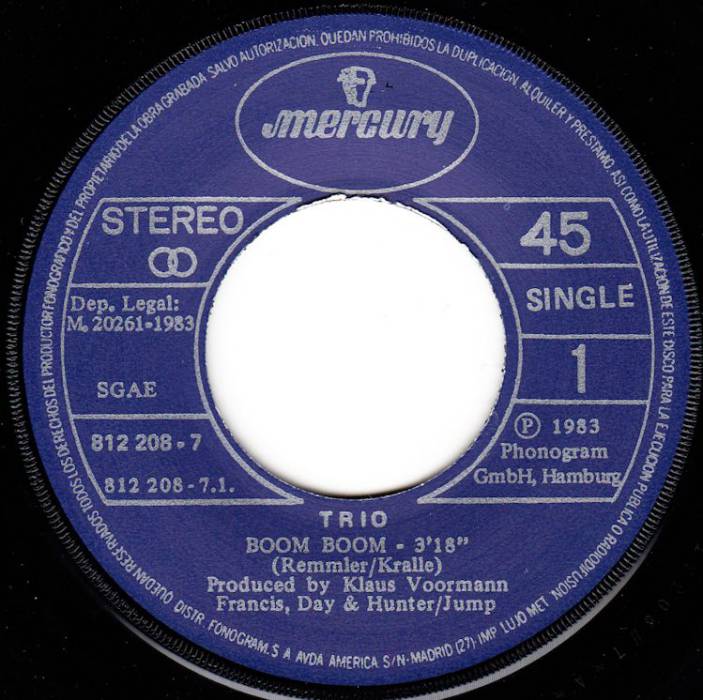 QUEDAN RESERVADOS TODOS LOS DERECHOS DEL PRODUCTOR FONOGRAFICO Y DEL PROPIETARIO DE LA OBRA GRABADA. SALVO AUTORIZACION. QUEDAN PROHIBIDOS LA DUPLICACION, ALQUILER Y PRESTAMO, ASI COMO LA UTILIZACION DE ESTE DISCO PARA LA EJECUCION PUBLICA O RADIODIFUSION.
mercury
STEREO
Dep. Legal:
M. 20261-1983
SGAE
812 208-7
812 208-7.1.
45
SINGLE
1
Ⓟ 1983
Phonogram
GmbH, Hamburg
TRIO
BOOM BOOM - 3'18"
(Remmler/Kralle)
Produced by Klaus Voormann
Francis, Day & Hunter/Jump
DISTR. FONOGRAM. S A AVDA AMERICA S/N-MADRID (27). IMP LUJO MET